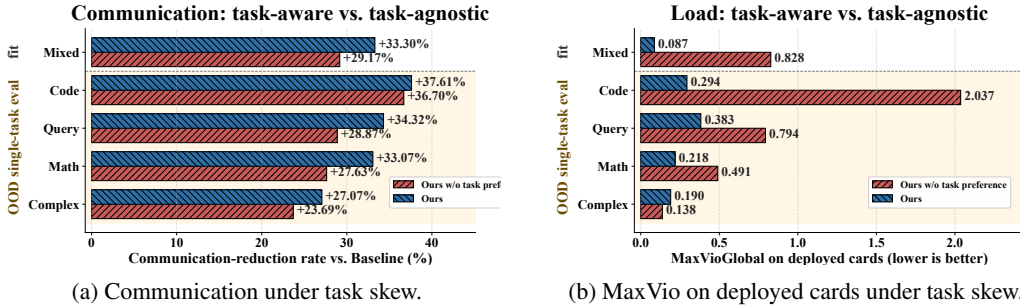 Communication: task-aware vs. task-agnostic
fit
OOD single-task eval
Mixed
Code
Query
Math
Complex
+33.30%
+29.17%
+37.61%
+36.70%
+34.32%
+28.87%
+33.07%
+27.63%
+27.07%
+23.69%
Ours w/o task pref
Ours
0 10 20 30 40
Communication-reduction rate vs. Baseline (%)
(a) Communication under task skew.
Load: task-aware vs. task-agnostic
fit
OOD single-task eval
Mixed
Code
Query
Math
Complex
0.087
0.828
0.294
2.037
0.383
0.794
0.218
0.491
0.190
0.138
Ours w/o task preference
Ours
0.0 0.5 1.0 1.5 2.0
MaxVioGlobal on deployed cards (lower is better)
(b) MaxVio on deployed cards under task skew.